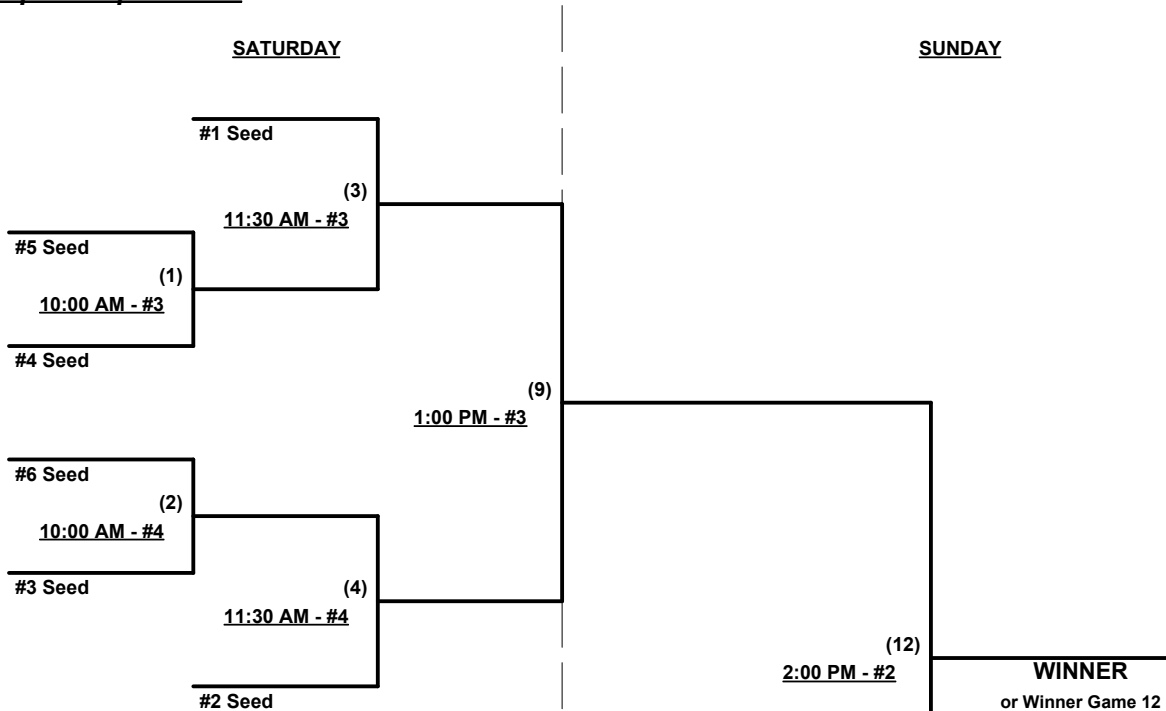 SATURDAY
SUNDAY
#1 Seed
(3)
11:30 AM - #3
#5 Seed
(1)
10:00 AM - #3
#4 Seed
(9)
1:00 PM - #3
#6 Seed
(2)
10:00 AM - #4
#3 Seed
(4)
11:30 AM - #4
#2 Seed
(12)
2:00 PM - #2
WINNER
or Winner Game 12